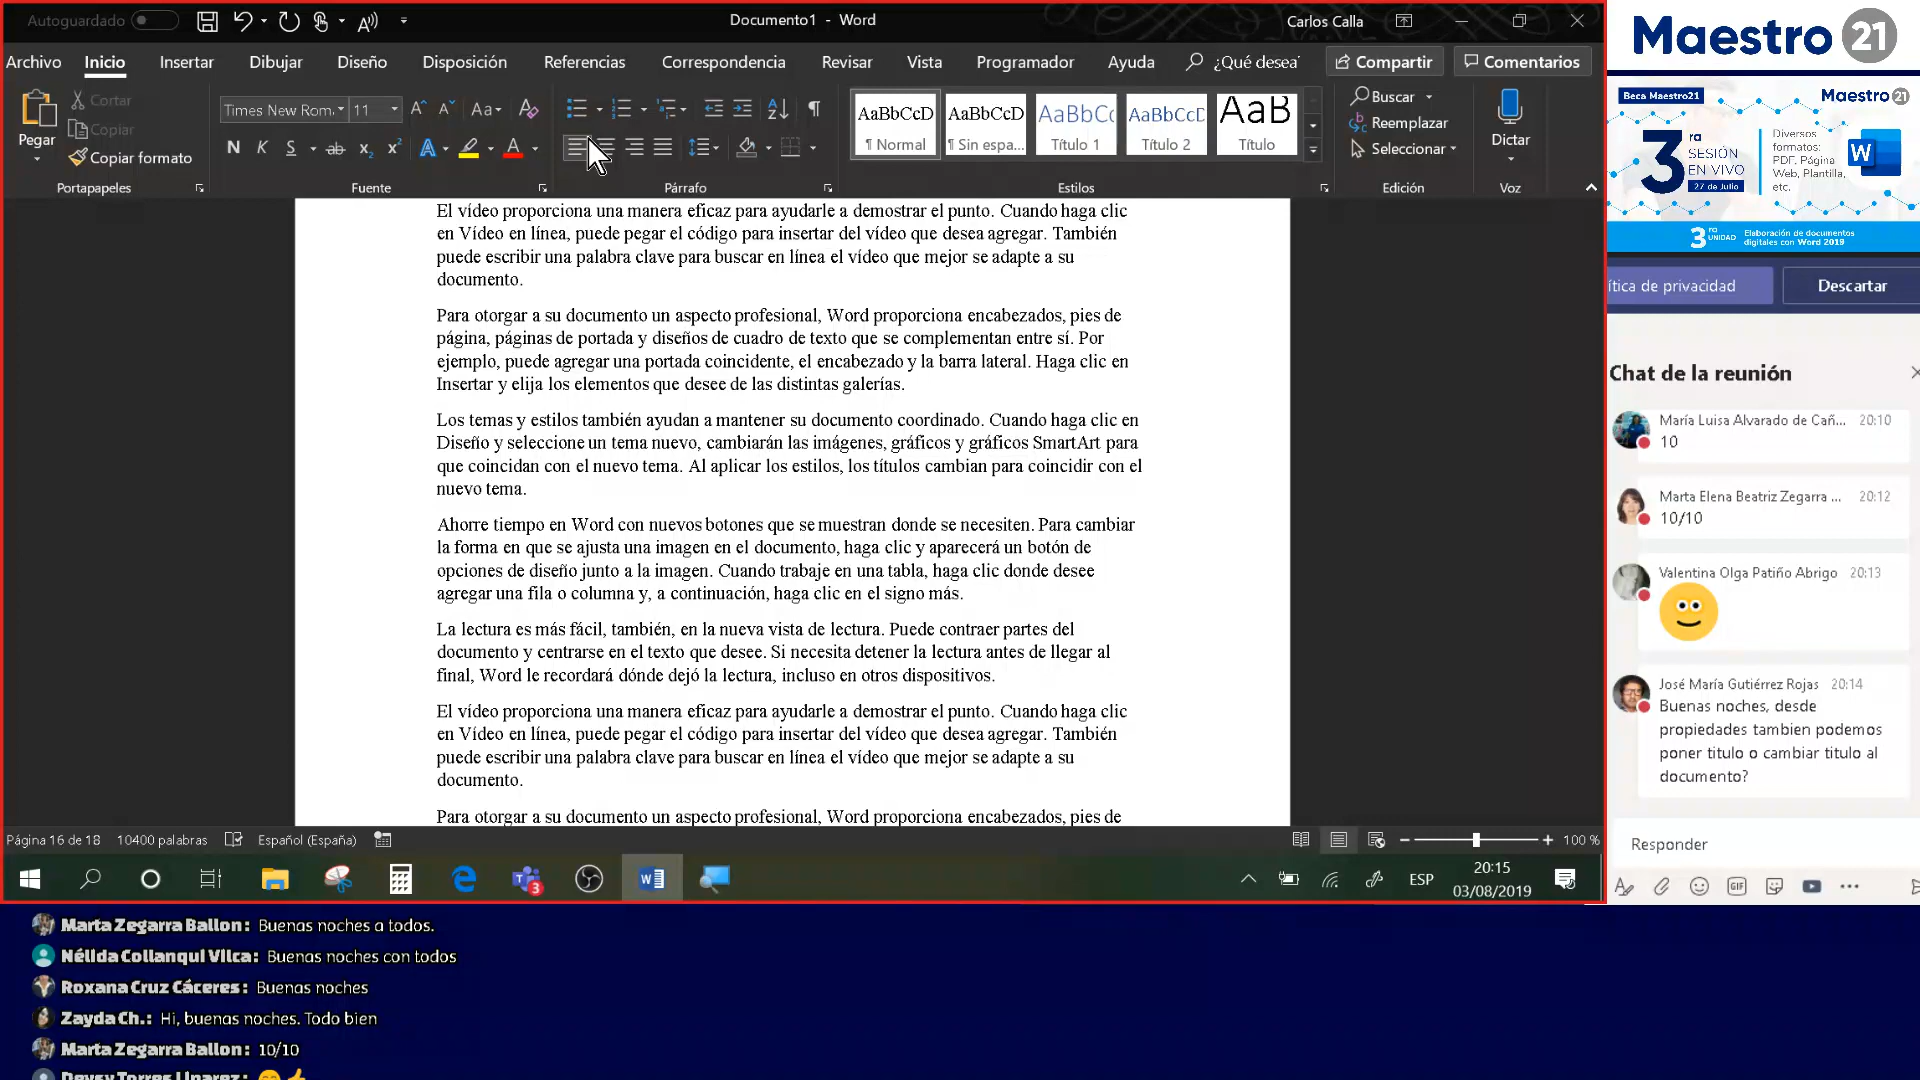 Autoguardado
Documento1 - Word
Carlos Calla
Archivo Inicio Insertar Dibujar Diseño Disposición Referencias Correspondencia Revisar Vista Programador Ayuda ¿Qué desea' Compartir Comentarios
Pegar
Cortar
Copiar
Copiar formato
Portapapeles
Times New Rom. 11
Fuente
Párrafo
AaBbCcD
¶ Normal
AaBbCcD
¶ Sin espa...
AaBbCc
Título 1
AaBbCcD
Título 2
AaB
Título
Estilos
Buscar
Reemplazar
Seleccionar
Edición
Dictar
Voz
El vídeo proporciona una manera eficaz para ayudarle a demostrar el punto. Cuando haga clic
en Vídeo en línea, puede pegar el código para insertar del vídeo que desea agregar. También
puede escribir una palabra clave para buscar en línea el vídeo que mejor se adapte a su
documento.
Para otorgar a su documento un aspecto profesional, Word proporciona encabezados, pies de
página, páginas de portada y diseños de cuadro de texto que se complementan entre sí. Por
ejemplo, puede agregar una portada coincidente, el encabezado y la barra lateral. Haga clic en
Insertar y elija los elementos que desee de las distintas galerías.
Los temas y estilos también ayudan a mantener su documento coordinado. Cuando haga clic en
Diseño y seleccione un tema nuevo, cambiarán las imágenes, gráficos y gráficos SmartArt para
que coincidan con el nuevo tema. Al aplicar los estilos, los títulos cambian para coincidir con el
nuevo tema.
Ahorre tiempo en Word con nuevos botones que se muestran donde se necesiten. Para cambiar
la forma en que se ajusta una imagen en el documento, haga clic y aparecerá un botón de
opciones de diseño junto a la imagen. Cuando trabaje en una tabla, haga clic donde desee
agregar una fila o columna y, a continuación, haga clic en el signo más.
La lectura es más fácil, también, en la nueva vista de lectura. Puede contraer partes del
documento y centrarse en el texto que desee. Si necesita detener la lectura antes de llegar al
final, Word le recordará dónde dejó la lectura, incluso en otros dispositivos.
El vídeo proporciona una manera eficaz para ayudarle a demostrar el punto. Cuando haga clic
en Vídeo en línea, puede pegar el código para insertar del vídeo que desea agregar. También
puede escribir una palabra clave para buscar en línea el vídeo que mejor se adapte a su
documento.
Para otorgar a su documento un aspecto profesional, Word proporciona encabezados, pies de
Página 16 de 18 10400 palabras Español (España) 100 %
3
ESP
20:15
03/08/2019
Maestro 21
Beca Maestro21
Maestro 21
3 ra
SESIÓN
EN VIVO
27 de Julio
Diversos
formatos:
PDF, Página
Web, Plantilla,
etc.
W
3 ra
UNIDAD
Elaboración de documentos
digitales con Word 2019
ítica de privacidad
Descartar
Chat de la reunión
María Luisa Alvarado de Cañ... 20:10
10
Marta Elena Beatriz Zegarra ... 20:12
10/10
Valentina Olga Patiño Abrigo 20:13
José María Gutiérrez Rojas 20:14
Buenas noches, desde
propiedades tambien podemos
poner titulo o cambiar titulo al
documento?
Responder
GIF
Marta Zegarra Ballon: Buenas noches a todos.
Nélida Collanqui Vilca: Buenas noches con todos
Roxana Cruz Cáceres: Buenas noches
Zayda Ch.: Hi, buenas noches. Todo bien
Marta Zegarra Ballon: 10/10
Deysy Torres Linarez: